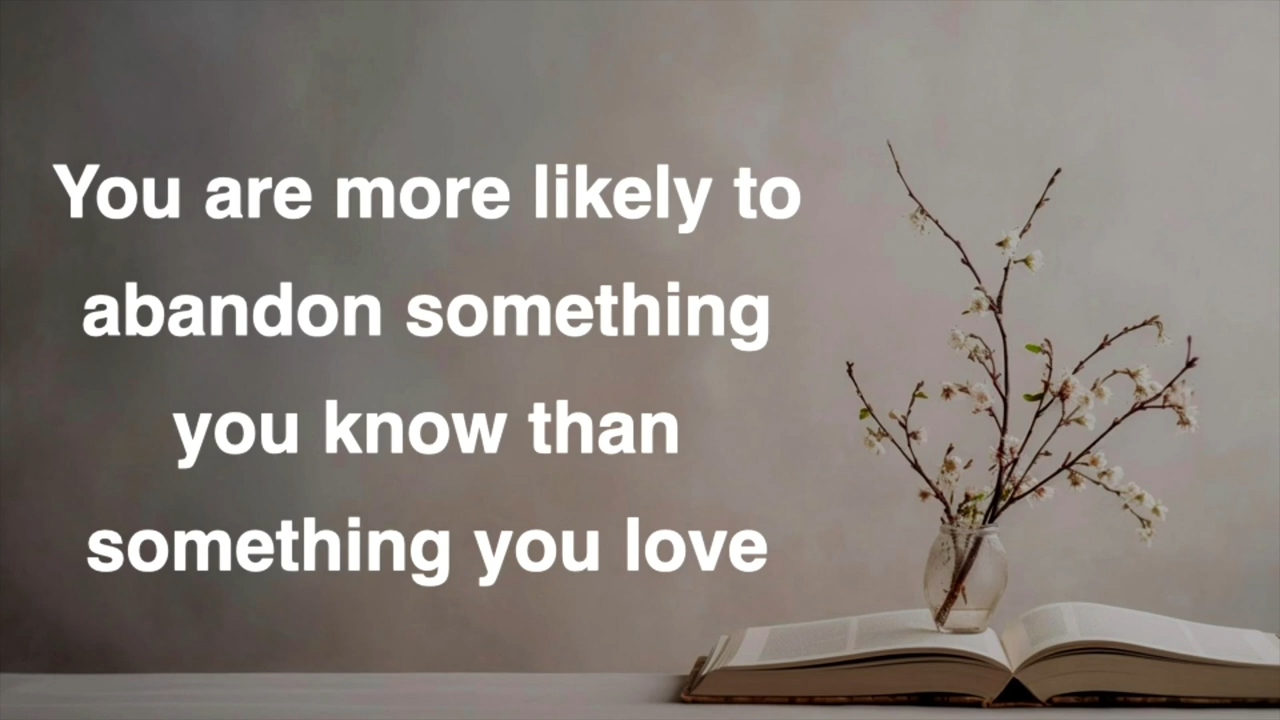 You are more likely to
abandon something
you know than
something you love